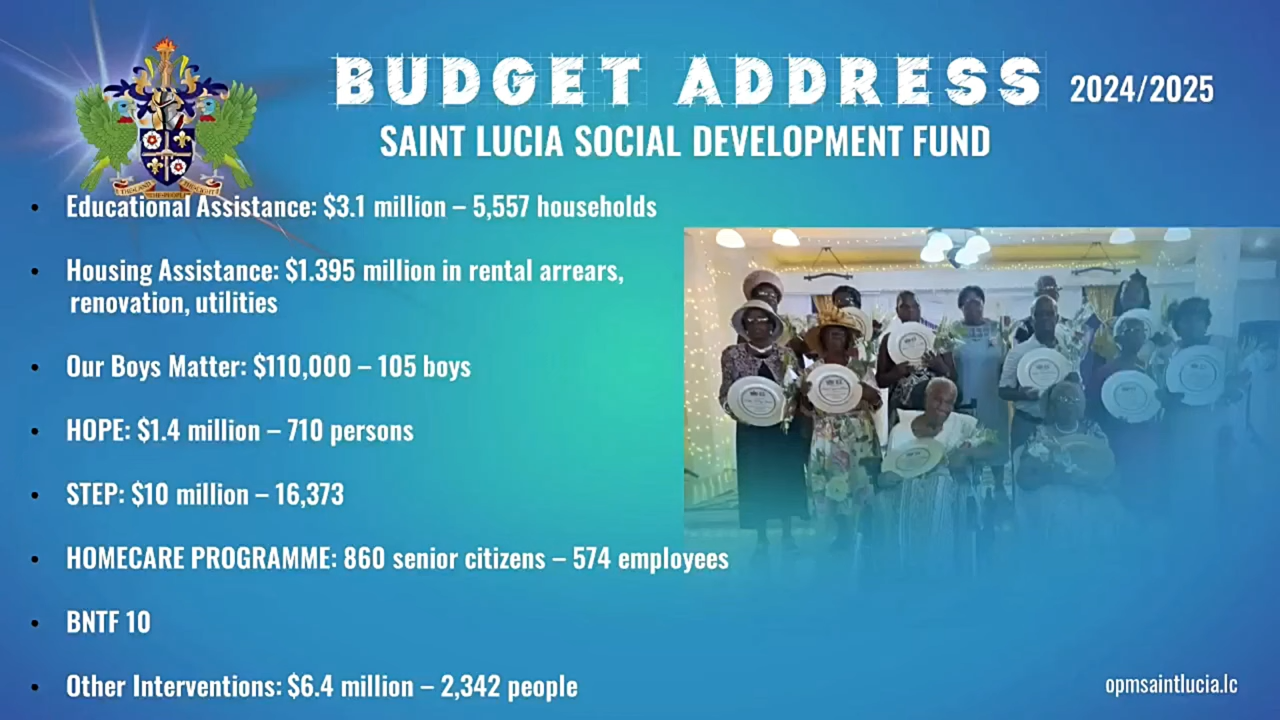 BUDGET ADDRESS 2024/2025
SAINT LUCIA SOCIAL DEVELOPMENT FUND
• Educational Assistance: $3.1 million – 5,557 households
• Housing Assistance: $1.395 million in rental arrears,
renovation, utilities
• Our Boys Matter: $110,000 – 105 boys
• HOPE: $1.4 million – 710 persons
• STEP: $10 million – 16,373
• HOMECARE PROGRAMME: 860 senior citizens – 574 employees
• BNTF 10
• Other Interventions: $6.4 million – 2,342 people
opmsaintlucia.lc